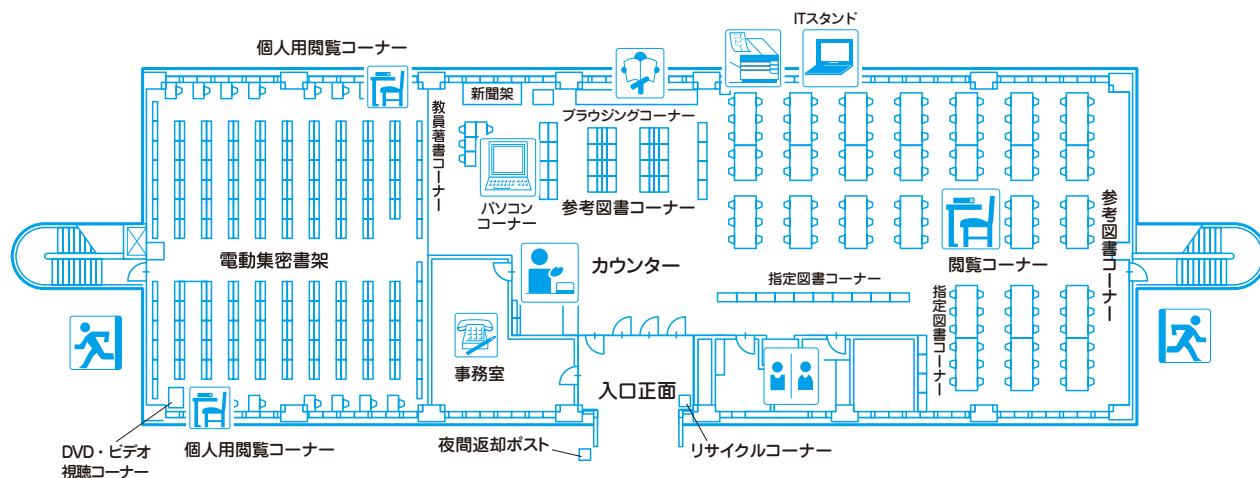 ITスタンド
個人用閲覧コーナー
新聞架
ブラウジングコーナー
教員著書コーナー
パソコン
コーナー
参考図書コーナー
参考図書コーナー
電動集密書架
カウンター
閲覧コーナー
指定図書コーナー
指定図書コーナー
事務室
入口正面
DVD・ビデオ
視聴コーナー
個人用閲覧コーナー
夜間返却ポスト
リサイクルコーナー